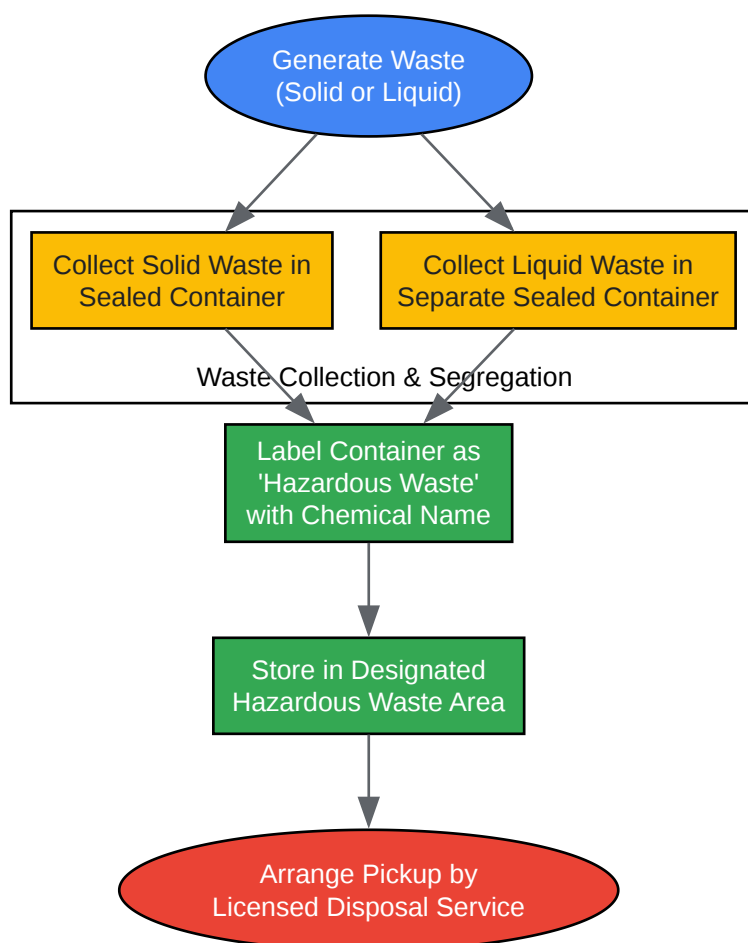 Generate Waste
(Solid or Liquid)
Collect Solid Waste in
Sealed Container
Collect Liquid Waste in
Separate Sealed Container
Waste Collection & Segregation
Label Container as
'Hazardous Waste'
with Chemical Name
Store in Designated
Hazardous Waste Area
Arrange Pickup by
Licensed Disposal Service